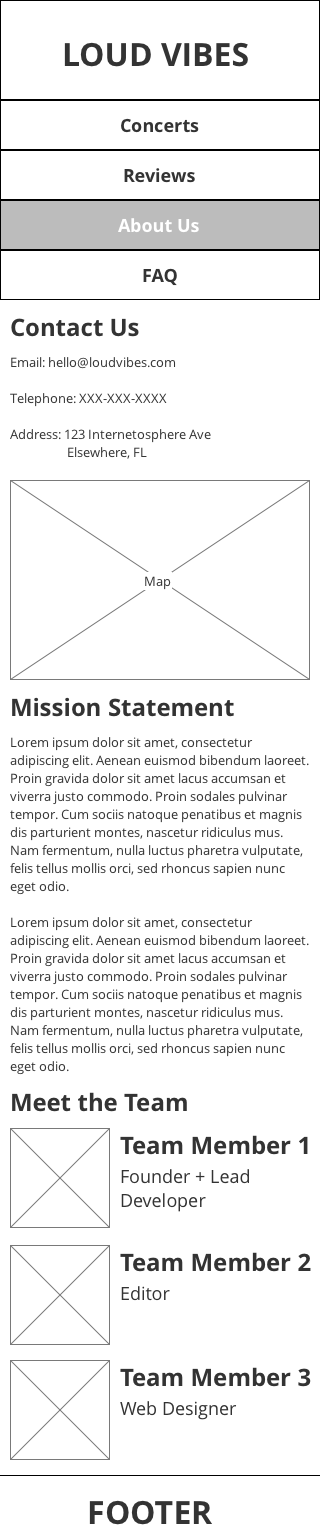 LOUD VIBES
Concerts
Reviews
About Us
FAQ
Contact Us
Email: hello@loudvibes.com
Telephone: XXX-XXX-XXXX
Address: 123 Internetosphere Ave
Elsewhere, FL
Map
Mission Statement
Lorem ipsum dolor sit amet, consectetur
adipiscing elit. Aenean euismod bibendum laoreet.
Proin gravida dolor sit amet lacus accumsan et
viverra justo commodo. Proin sodales pulvinar
tempor. Cum sociis natoque penatibus et magnis
dis parturient montes, nascetur ridiculus mus.
Nam fermentum, nulla luctus pharetra vulputate,
felis tellus mollis orci, sed rhoncus sapien nunc
eget odio.
Lorem ipsum dolor sit amet, consectetur
adipiscing elit. Aenean euismod bibendum laoreet.
Proin gravida dolor sit amet lacus accumsan et
viverra justo commodo. Proin sodales pulvinar
tempor. Cum sociis natoque penatibus et magnis
dis parturient montes, nascetur ridiculus mus.
Nam fermentum, nulla luctus pharetra vulputate,
felis tellus mollis orci, sed rhoncus sapien nunc
eget odio.
Meet the Team
Team Member 1
Founder + Lead
Developer
Team Member 2
Editor
Team Member 3
Web Designer
FOOTER